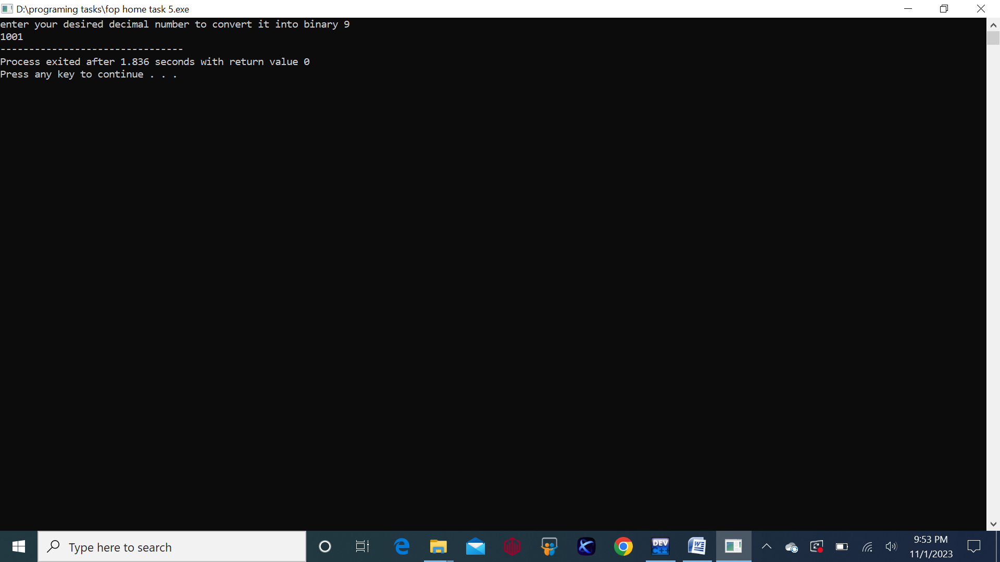 D:\programing tasks\fop home task 5.exe
enter your desired decimal number to convert it into binary 9
1001
--------------------------------
Process exited after 1.836 seconds with return value 0
Press any key to continue . . .
Type here to search
DEV
C++
W
9:53 PM
11/1/2023